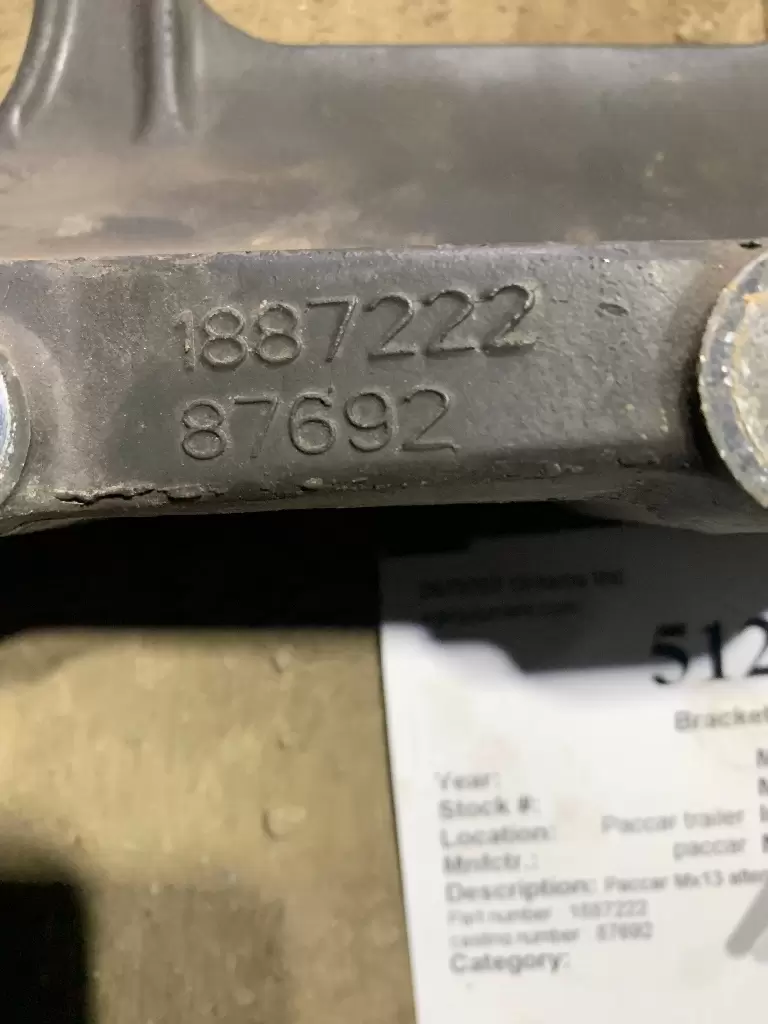 1887222
87692
512
Bracket
Year:
Stock #:
Location: Paccar trailer
Mnfctr.: paccar
Description: Paccar Mx13
Part number 1887222
casting number 87692
Category: